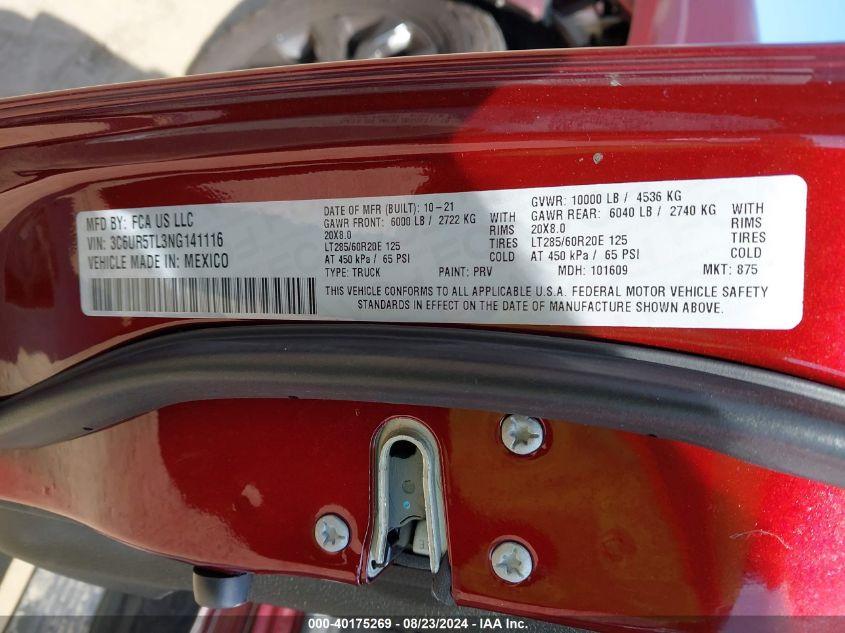 MFD BY: FCA US LLC
VIN: 3C6UR5TL3NG141116
VEHICLE MADE IN: MEXICO
DATE OF MFR (BUILT): 10-21
GAWR FRONT: 6000 LB / 2722 KG WITH
20X8.0 RIMS
LT285/60R20E 125 TIRES
AT 450 kPa / 65 PSI COLD
TYPE: TRUCK PAINT: PRV
GVWR: 10000 LB / 4536 KG
GAWR REAR: 6040 LB / 2740 KG WITH
20X8.0 RIMS
LT285/60R20E 125 TIRES
AT 450 kPa / 65 PSI COLD
MDH: 101609 MKT: 875
THIS VEHICLE CONFORMS TO ALL APPLICABLE U.S.A. FEDERAL MOTOR VEHICLE SAFETY
STANDARDS IN EFFECT ON THE DATE OF MANUFACTURE SHOWN ABOVE.
000-40175269 - 08/23/2024 - IAA Inc.